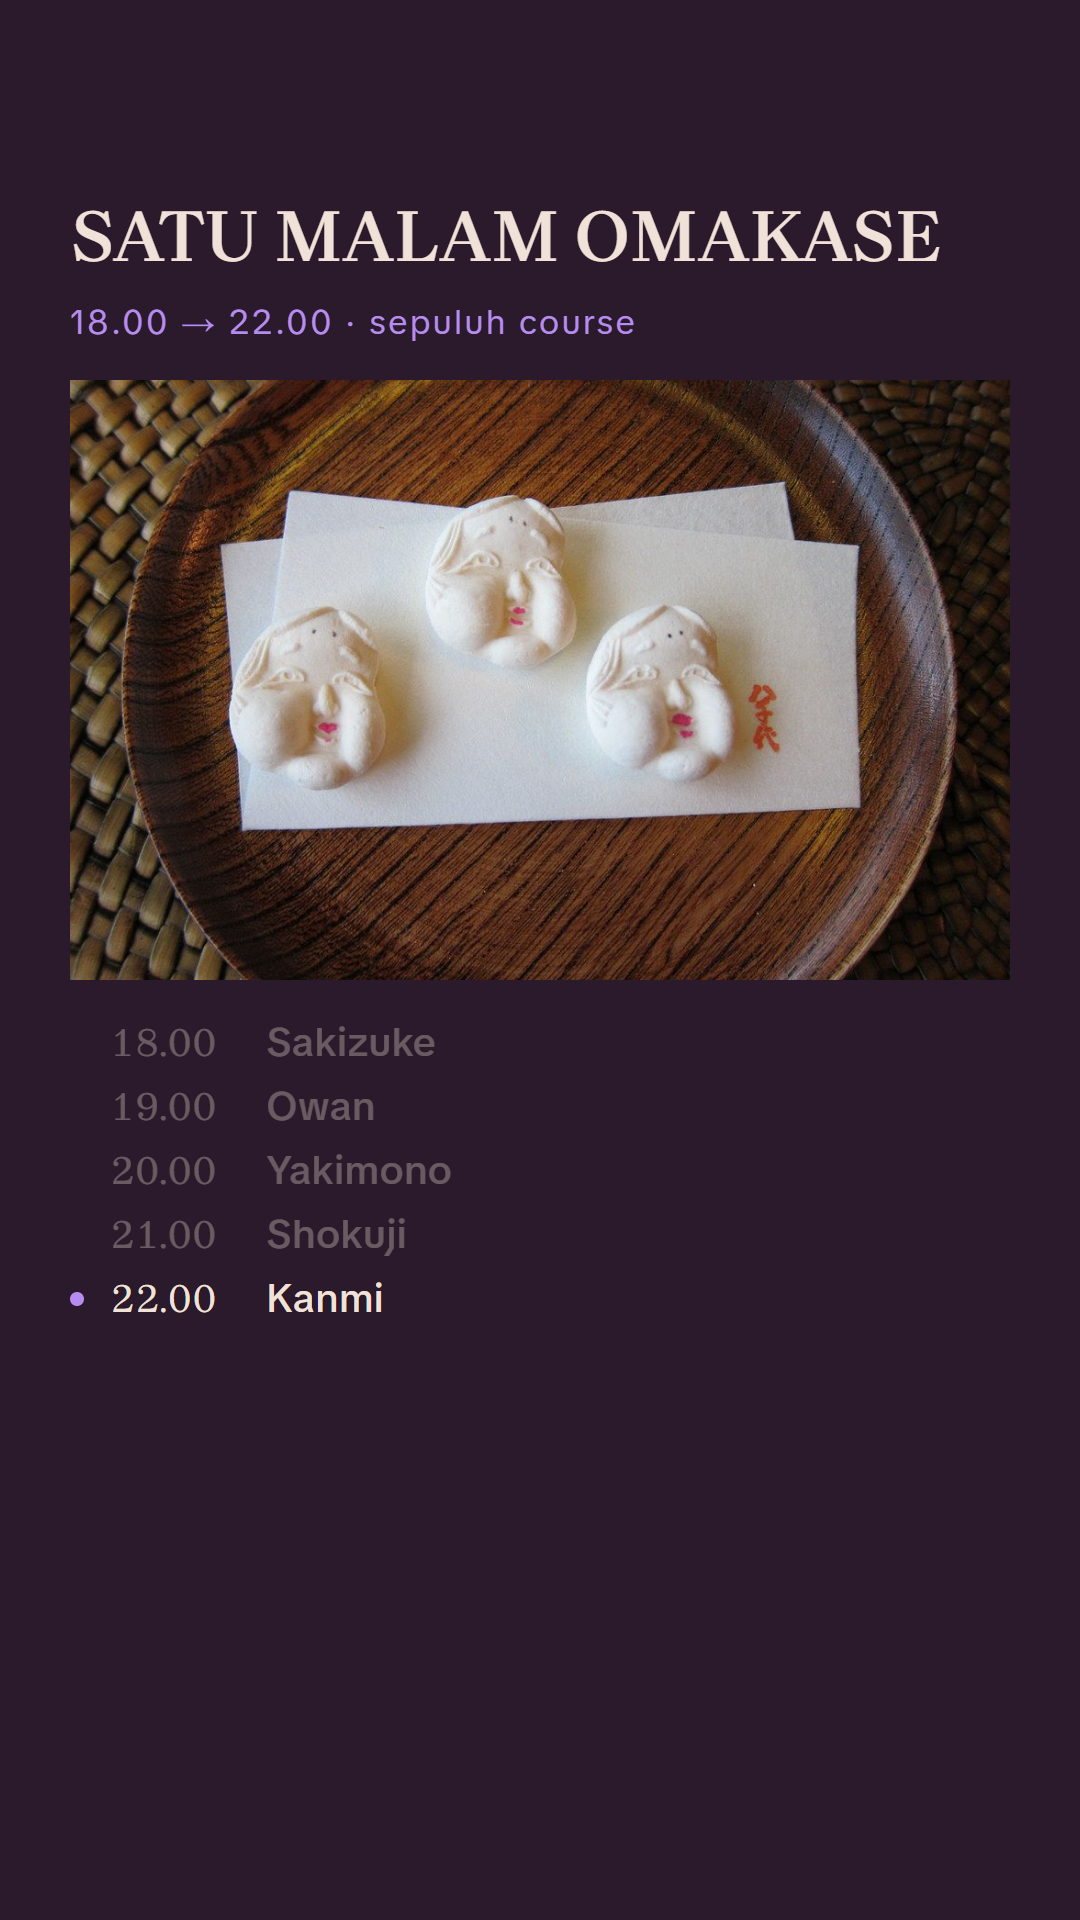 SATU MALAM OMAKASE
18.00 → 22.00 · sepuluh course
18.00 Sakizuke
19.00 Owan
20.00 Yakimono
21.00 Shokuji
22.00 Kanmi